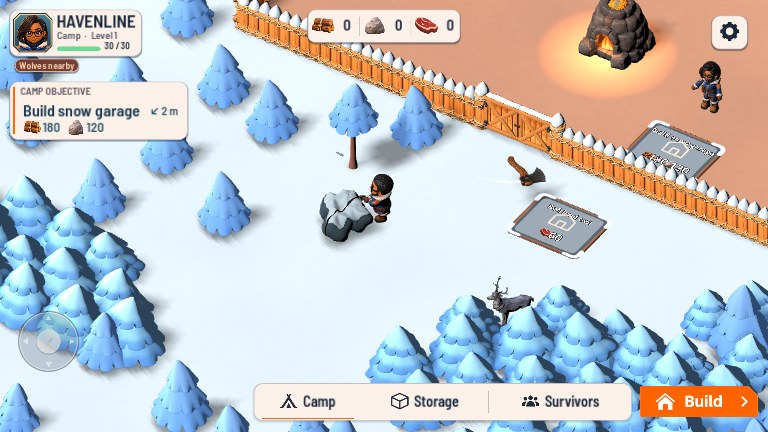 HAVENLINE
Camp · Level 1
30/30
Wolves nearby
CAMP OBJECTIVE
Build snow garage
2 m
180
120
0
0
0
60
Camp
Storage
Survivors
Build